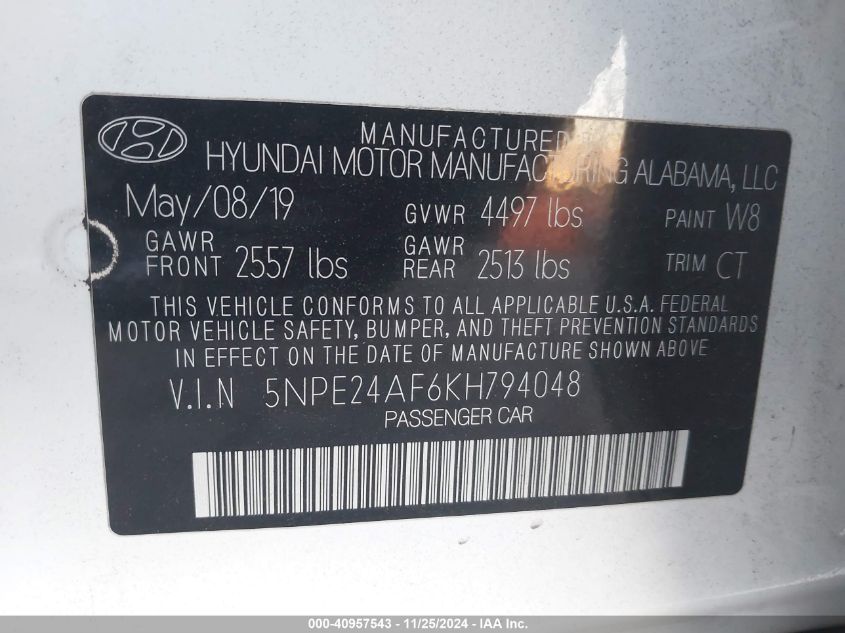 MANUFACTURED
HYUNDAI MOTOR MANUFACTURING ALABAMA, LLC
May/08/19 GVWR 4497 lbs PAINT W8
GAWR FRONT 2557 lbs GAWR REAR 2513 lbs TRIM CT
THIS VEHICLE CONFORMS TO ALL APPLICABLE U.S.A. FEDERAL
MOTOR VEHICLE SAFETY, BUMPER, AND THEFT PREVENTION STANDARDS
IN EFFECT ON THE DATE OF MANUFACTURE SHOWN ABOVE
V.I.N 5NPE24AF6KH794048
PASSENGER CAR
000-40957543 - 11/25/2024 - IAA Inc.